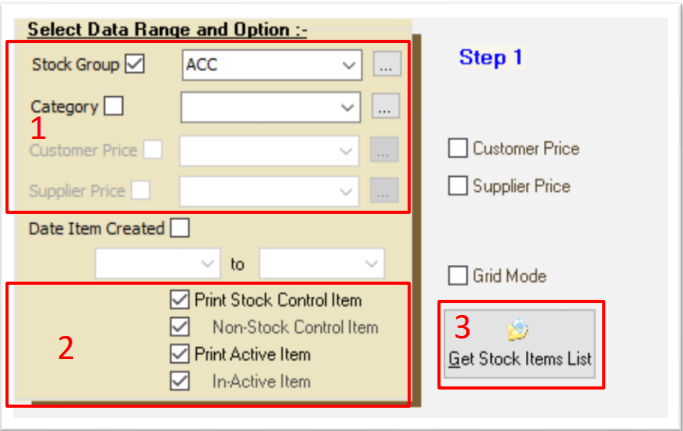 Select Data Range and Option :-
Stock Group ACC ...
Category ...
1
Customer Price ...
Supplier Price ...
Date Item Created
to
2
Print Stock Control Item
Non-Stock Control Item
Print Active Item
In-Active Item
Step 1
Customer Price
Supplier Price
Grid Mode
3
Get Stock Items List